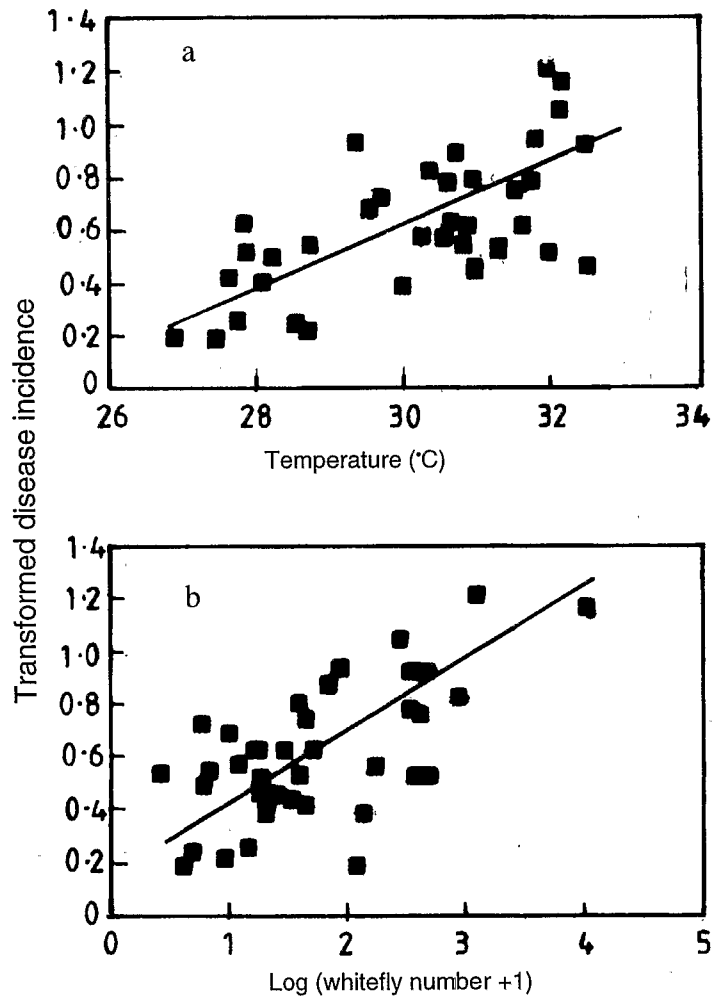 1·4
a
1·2
1·0
0·8
0·6
0·4
0·2
0
26 28 30 32 34
Temperature (°C)
Transformed disease incidence
1·4
b
1·2
1·0
0·8
0·6
0·4
0·2
0
0 1 2 3 4 5
Log (whitefly number +1)